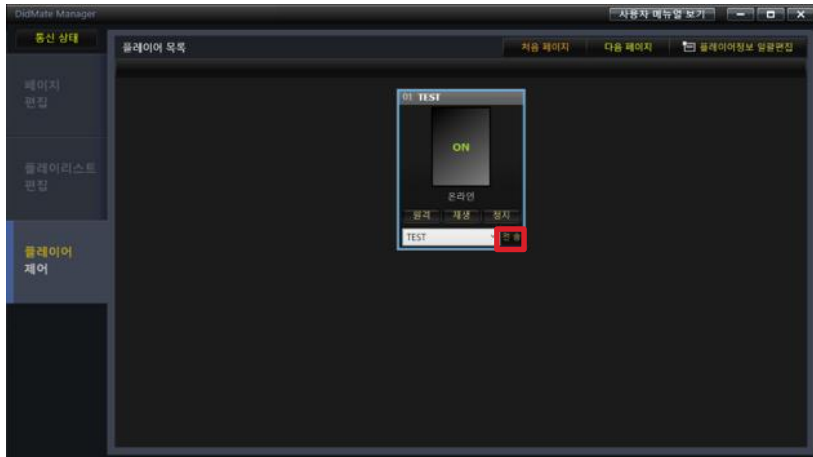 DidMate Manager
사용자 메뉴얼 보기
통신 상태
플레이어 목록
처음 페이지
다음 페이지
플레이어정보 일괄편집
페이지
편집
플레이리스트
편집
플레이어
제어
01 TEST
ON
온라인
원격
재생
정지
TEST
전송